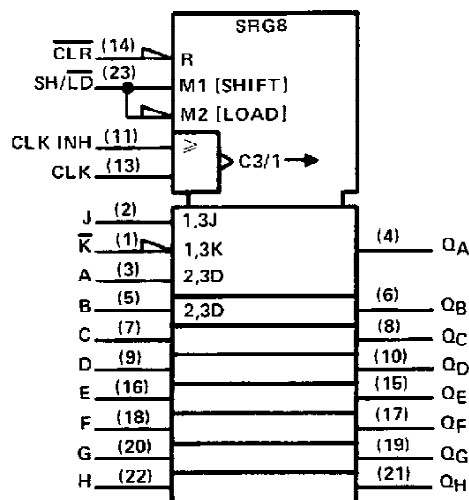 SRG8
CLR (14) R
SH/LD (23) M1 [SHIFT]
M2 [LOAD]
CLK INH (11) ≥
CLK (13) C3/1
J (2) 1,3J
K (1) 1,3K (4) QA
A (3) 2,3D
B (5) 2,3D (6) QB
C (7) (8) QC
D (9) (10) QD
E (16) (15) QE
F (18) (17) QF
G (20) (19) QG
H (22) (21) QH